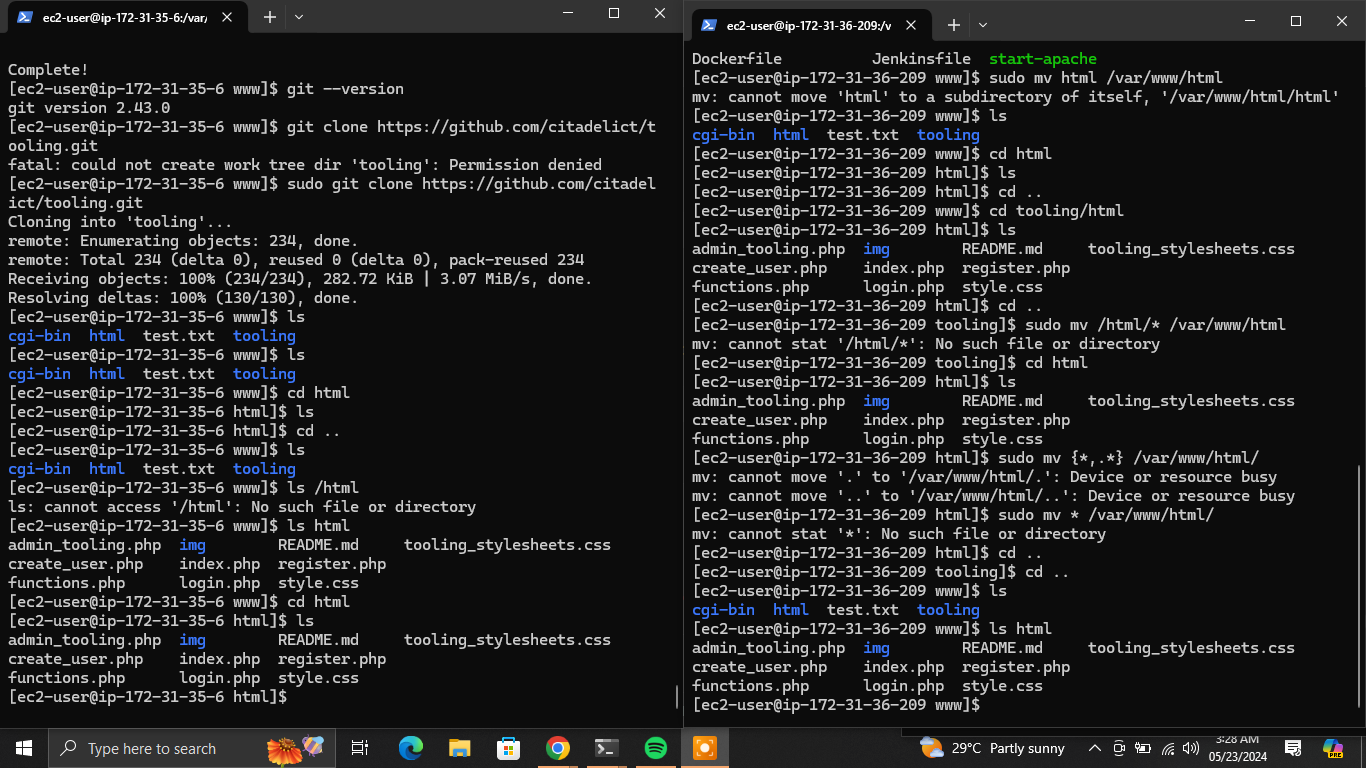 ec2-user@ip-172-31-35-6:/var/
Complete!
[ec2-user@ip-172-31-35-6 www]$ git --version
git version 2.43.0
[ec2-user@ip-172-31-35-6 www]$ git clone https://github.com/citadelict/t
ooling.git
fatal: could not create work tree dir 'tooling': Permission denied
[ec2-user@ip-172-31-35-6 www]$ sudo git clone https://github.com/citadel
ict/tooling.git
Cloning into 'tooling'...
remote: Enumerating objects: 234, done.
remote: Total 234 (delta 0), reused 0 (delta 0), pack-reused 234
Receiving objects: 100% (234/234), 282.72 KiB | 3.07 MiB/s, done.
Resolving deltas: 100% (130/130), done.
[ec2-user@ip-172-31-35-6 www]$ ls
cgi-bin  html  test.txt  tooling
[ec2-user@ip-172-31-35-6 www]$ ls
cgi-bin  html  test.txt  tooling
[ec2-user@ip-172-31-35-6 www]$ cd html
[ec2-user@ip-172-31-35-6 html]$ ls
[ec2-user@ip-172-31-35-6 html]$ cd ..
[ec2-user@ip-172-31-35-6 www]$ ls
cgi-bin  html  test.txt  tooling
[ec2-user@ip-172-31-35-6 www]$ ls /html
ls: cannot access '/html': No such file or directory
[ec2-user@ip-172-31-35-6 www]$ ls html
admin_tooling.php  img        README.md     tooling_stylesheets.css
create_user.php    index.php  register.php
functions.php      login.php  style.css
[ec2-user@ip-172-31-35-6 www]$ cd html
[ec2-user@ip-172-31-35-6 html]$ ls
admin_tooling.php  img        README.md     tooling_stylesheets.css
create_user.php    index.php  register.php
functions.php      login.php  style.css
[ec2-user@ip-172-31-35-6 html]$
ec2-user@ip-172-31-36-209:/v
Dockerfile          Jenkinsfile  start-apache
[ec2-user@ip-172-31-36-209 www]$ sudo mv html /var/www/html
mv: cannot move 'html' to a subdirectory of itself, '/var/www/html/html'
[ec2-user@ip-172-31-36-209 www]$ ls
cgi-bin  html  test.txt  tooling
[ec2-user@ip-172-31-36-209 www]$ cd html
[ec2-user@ip-172-31-36-209 html]$ ls
[ec2-user@ip-172-31-36-209 html]$ cd ..
[ec2-user@ip-172-31-36-209 www]$ cd tooling/html
[ec2-user@ip-172-31-36-209 html]$ ls
admin_tooling.php  img        README.md     tooling_stylesheets.css
create_user.php    index.php  register.php
functions.php      login.php  style.css
[ec2-user@ip-172-31-36-209 html]$ cd ..
[ec2-user@ip-172-31-36-209 tooling]$ sudo mv /html/* /var/www/html
mv: cannot stat '/html/*': No such file or directory
[ec2-user@ip-172-31-36-209 tooling]$ cd html
[ec2-user@ip-172-31-36-209 html]$ ls
admin_tooling.php  img        README.md     tooling_stylesheets.css
create_user.php    index.php  register.php
functions.php      login.php  style.css
[ec2-user@ip-172-31-36-209 html]$ sudo mv {*,.*} /var/www/html/
mv: cannot move '.' to '/var/www/html/.': Device or resource busy
mv: cannot move '..' to '/var/www/html/..': Device or resource busy
[ec2-user@ip-172-31-36-209 html]$ sudo mv * /var/www/html/
mv: cannot stat '*': No such file or directory
[ec2-user@ip-172-31-36-209 html]$ cd ..
[ec2-user@ip-172-31-36-209 tooling]$ cd ..
[ec2-user@ip-172-31-36-209 www]$ ls
cgi-bin  html  test.txt  tooling
[ec2-user@ip-172-31-36-209 www]$ ls html
admin_tooling.php  img        README.md     tooling_stylesheets.css
create_user.php    index.php  register.php
functions.php      login.php  style.css
[ec2-user@ip-172-31-36-209 www]$
Type here to search
29°C  Partly sunny
3:28 AM
05/23/2024
PRE